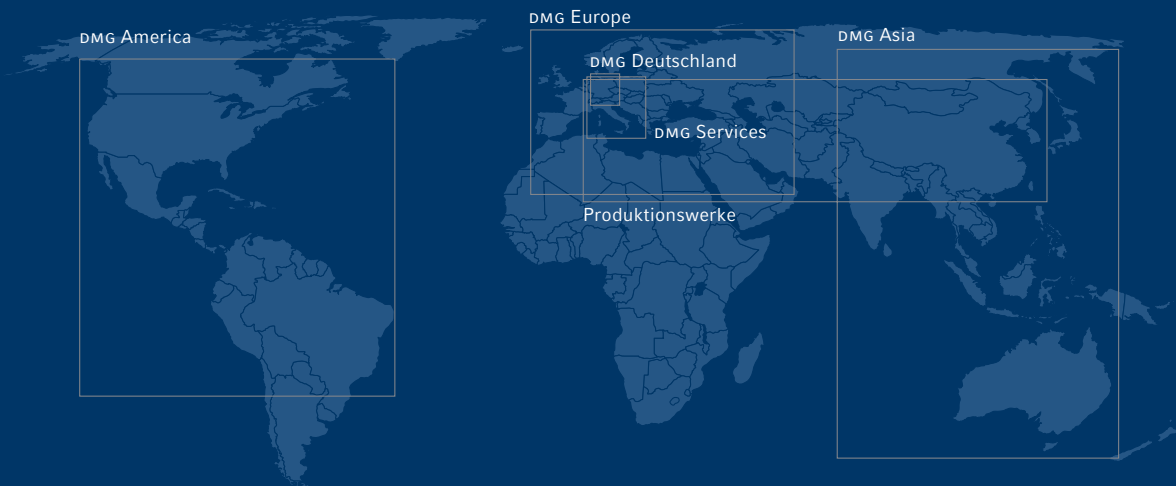 DMG Europe
DMG America
DMG Asia
DMG Deutschland
DMG Services
Produktionswerke